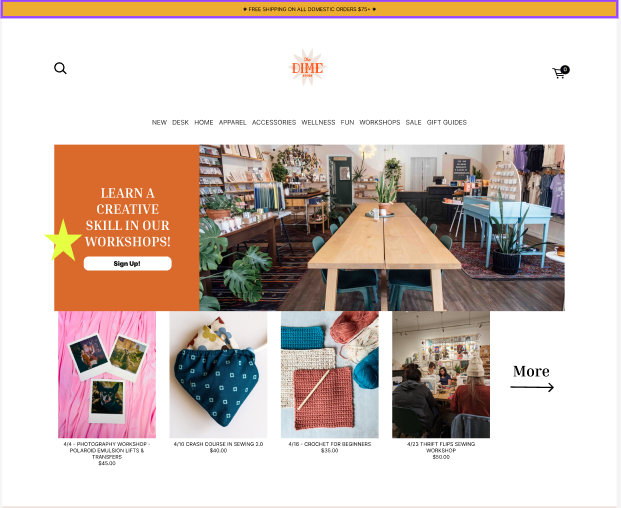 ★ FREE SHIPPING ON ALL DOMESTIC ORDERS $75+ ★
0
the
DIME
NEW DESK HOME APPAREL ACCESSORIES WELLNESS FUN WORKSHOPS SALE GIFT GUIDES
LEARN A
CREATIVE
SKILL IN OUR
WORKSHOPS!
Sign Up!
More
4/4 - PHOTOGRAPHY WORKSHOP -
POLAROID EMULSION LIFTS &
TRANSFERS
$45.00
4/10 CRASH COURSE IN SEWING 2.0
$40.00
4/16 - CROCHET FOR BEGINNERS
$35.00
4/23 THRIFT FLIPS SEWING
WORKSHOP
$50.00